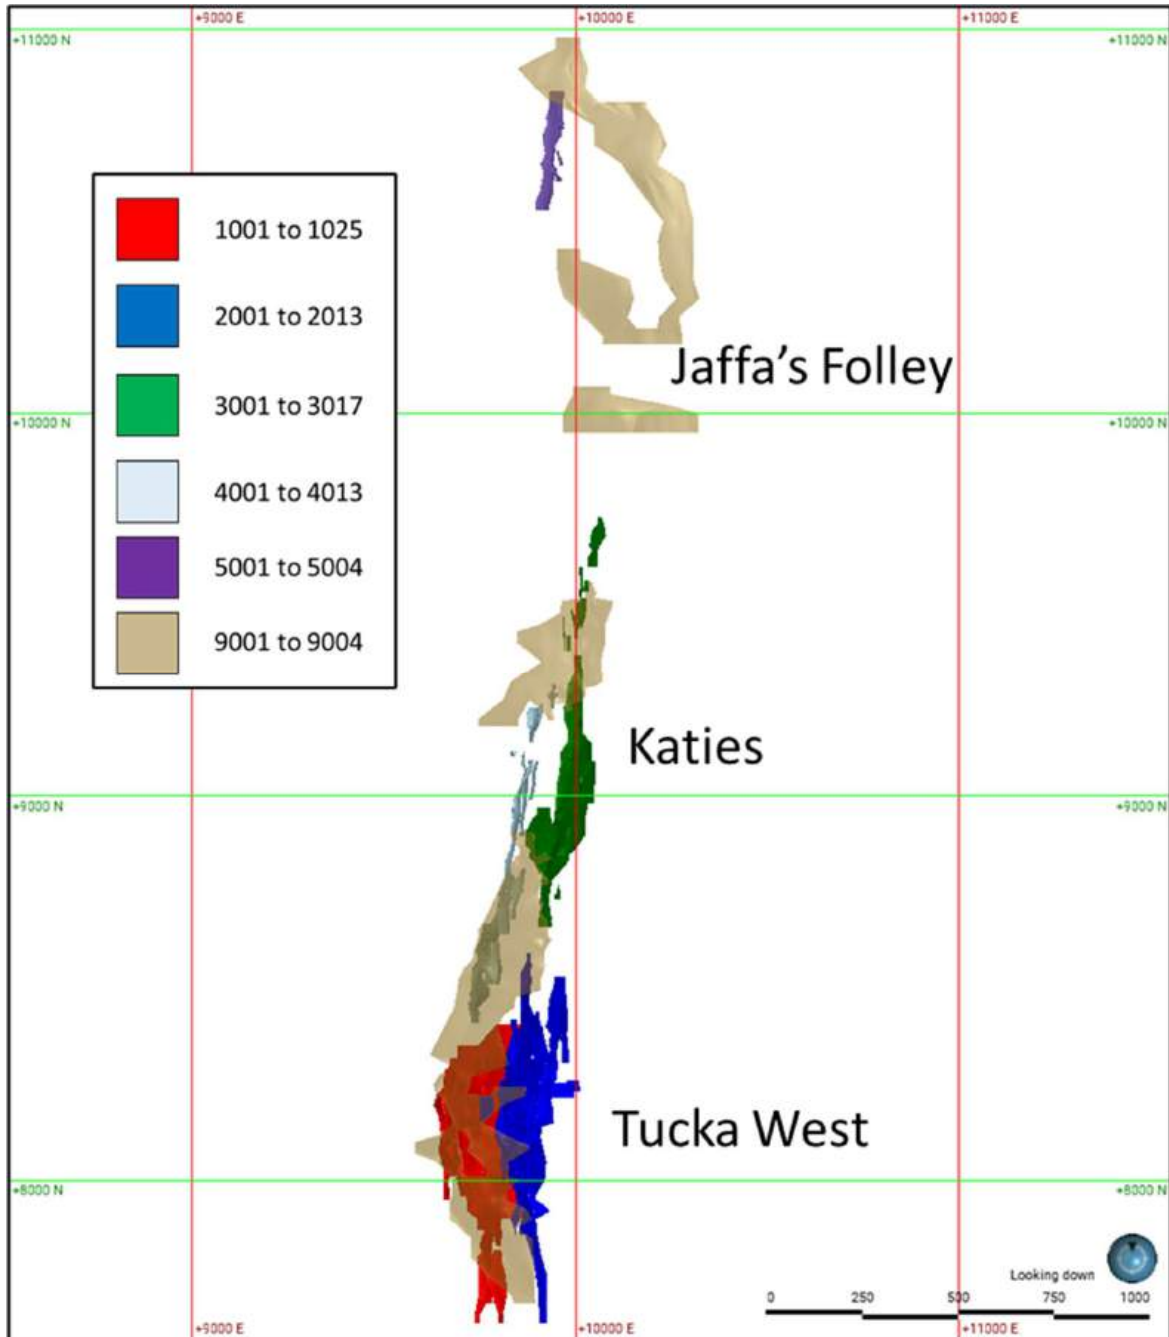 +9000 E
+10000 E
+11000 E
+11000 N
+11000 N
1001 to 1025
2001 to 2013
3001 to 3017
4001 to 4013
5001 to 5004
9001 to 9004
Jaffa's Folley
+10000 N
+10000 N
Katies
+9000 N
+9000 N
Tucka West
+8000 N
+8000 N
Looking down
0 250 500 750 1000
+9000 E
+10000 E
+11000 E